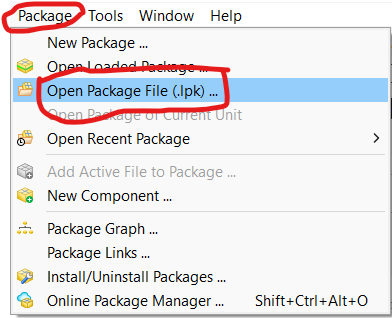 Package Tools Window Help
New Package ...
Open Loaded Package ...
Open Package File (.lpk) ...
Open Package of Current Unit
Open Recent Package
Add Active File to Package ...
New Component ...
Package Graph ...
Package Links ...
Install/Uninstall Packages ...
Online Package Manager ... Shift+Ctrl+Alt+O